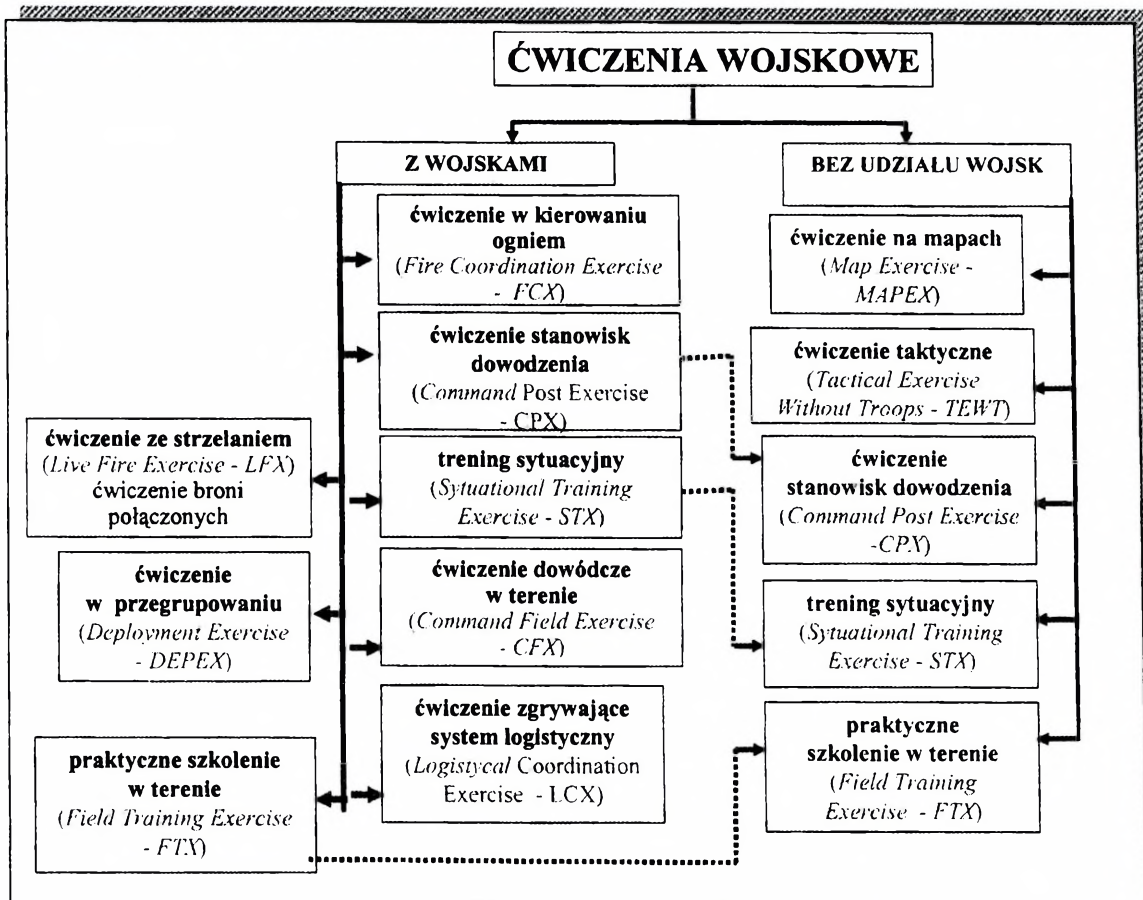 ĆWICZENIA WOJSKOWE
Z WOJSKAMI
BEZ UDZIAŁU WOJSK
ćwiczenie w kierowaniu
ogniem
(Fire Coordination Exercise
- FCX)
ćwiczenie stanowisk
dowodzenia
(Command Post Exercise -
CPX)
trening sytuacyjny
(Sytuational Training
Exercise - STX)
ćwiczenie dowódcze
w terenie
(Command Field Exercise
- CFX)
ćwiczenie zgrywające
system logistyczny
(Logistycal Coordination
Exercise - LCX)
ćwiczenie ze strzelaniem
(Live Fire Exercise - LFX)
ćwiczenie broni
połączonych
ćwiczenie
w przegrupowaniu
(Deployment Exercise
- DEPEX)
praktyczne szkolenie
w terenie
(Field Training Exercise
- FTX)
ćwiczenie na mapach
(Map Exercise -
MAPEX)
ćwiczenie taktyczne
(Tactical Exercise
Without Troops - TEWT)
ćwiczenie
stanowisk dowodzenia
(Command Post Exercise
-CPX)
trening sytuacyjny
(Sytuational Training
Exercise - STX)
praktyczne
szkolenie w terenie
(Field Training
Exercise - FTX)